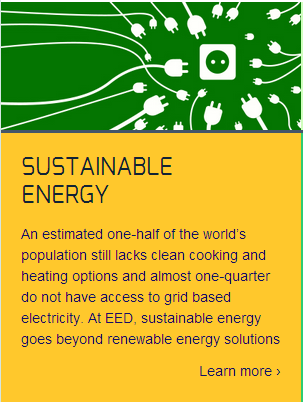 SUSTAINABLE
ENERGY
An estimated one-half of the world's
population still lacks clean cooking and
heating options and almost one-quarter
do not have access to grid based
electricity. At EED, sustainable energy
goes beyond renewable energy solutions
Learn more ›